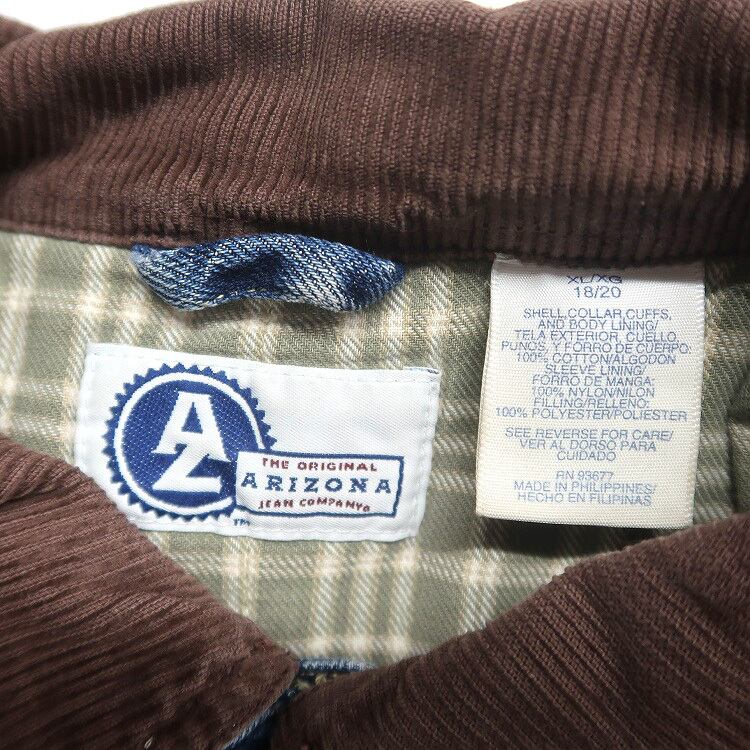 AZ
THE ORIGINAL
ARIZONA
JEAN COMPANY
TM
XL/XG
18/20
SHELL,COLLAR,CUFFS,
AND BODY LINING/
TELA EXTERIOR, CUELLO
PUNOS Y FORRO DE CUERPO:
100% COTTON/ALGODON
SLEEVE LINING/
FORRO DE MANGA:
100% NYLON/NILON
FILLING/RELLENO:
100% POLYESTER/POLIESTER
SEE REVERSE FOR CARE/
VER AL DORSO PARA
CUIDADO
RN 93677
MADE IN PHILIPPINES/
HECHO EN FILIPINAS